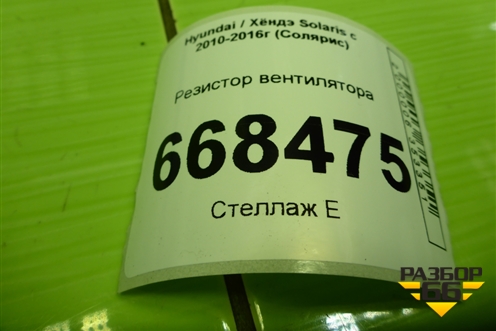 Hyundai / Хёндэ Solaris с
2010-2016г (Солярис)
Резистор вентилятора
668475
Стеллаж Е
РАЗБОР
66